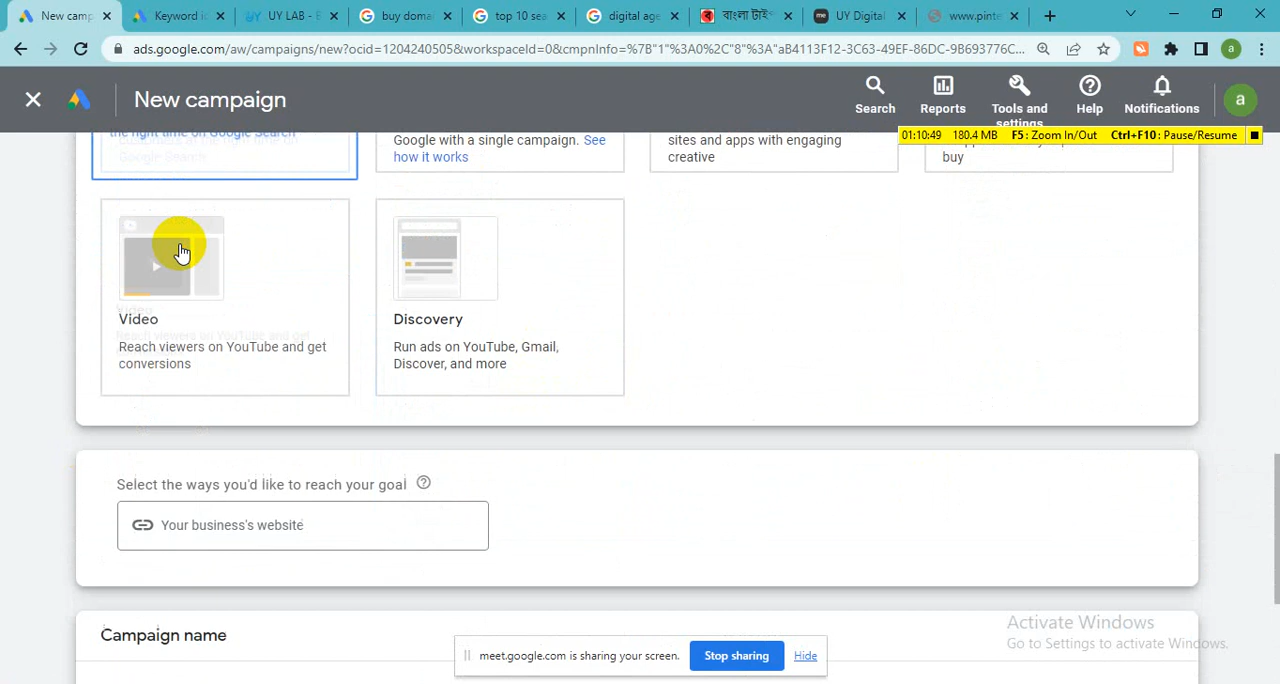 New camp
Keyword i
UY LAB - E
buy doma
top 10 sea
digital age
বাংলা টাইপ
UY Digital
www.pinte
ads.google.com/aw/campaigns/new?ocid=1204240505&workspaceId=0&cmpnInfo=%7B"1"%3A0%2C"8"%3A"aB4113F12-3C63-49EF-86DC-9B693776C...
a
New campaign
Search
Reports
Tools and
settings
Help
Notifications
a
01:10:49 180.4 MB F5: Zoom In/Out Ctrl+F10: Pause/Resume
the right time on Google Search
Google with a single campaign. See
how it works
sites and apps with engaging
creative
buy
Video
Reach viewers on YouTube and get
conversions
Discovery
Run ads on YouTube, Gmail,
Discover, and more
Select the ways you'd like to reach your goal
Your business's website
Campaign name
Activate Windows
Go to Settings to activate Windows.
meet.google.com is sharing your screen.
Stop sharing
Hide